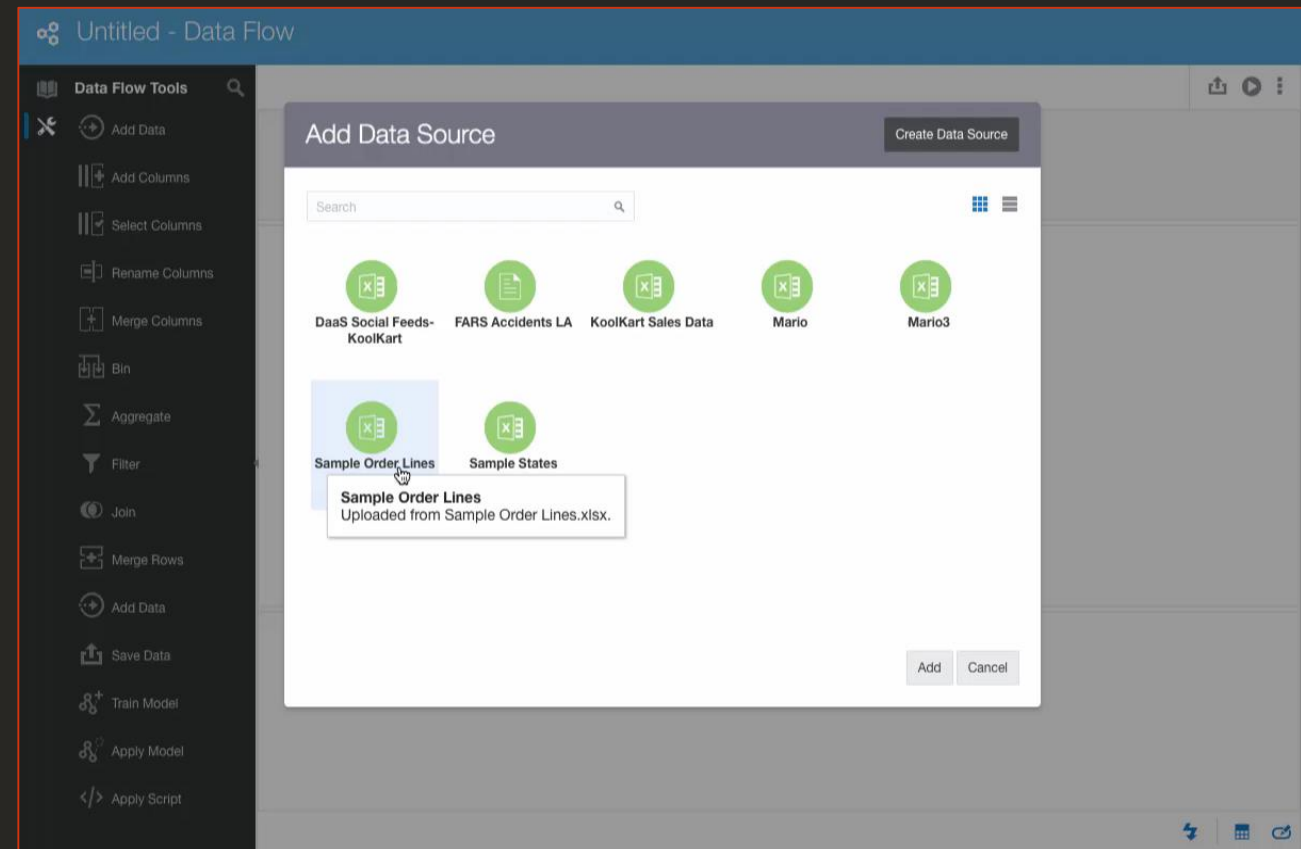 Untitled - Data Flow
Data Flow Tools
Add Data
Add Columns
Select Columns
Rename Columns
Merge Columns
Bin
Aggregate
Filter
Join
Merge Rows
Add Data
Save Data
Train Model
Apply Model
Apply Script
Add Data Source
Create Data Source
Search
DaaS Social Feeds-
KoolKart
FARS Accidents LA
KoolKart Sales Data
Mario
Mario3
Sample Order Lines
Sample States
Sample Order Lines
Uploaded from Sample Order Lines.xlsx.
Add
Cancel